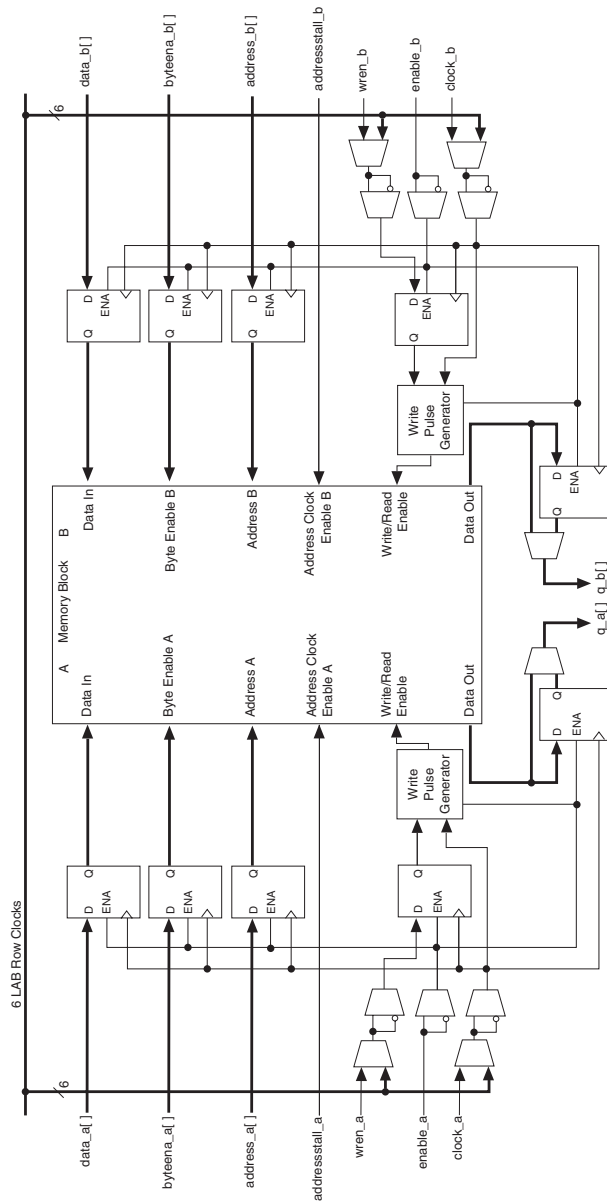 6 LAB Row Clocks
6
6
data_a[ ]
D Q
ENA
A Memory Block B
Data In
Data In
D
Q
ENA
data_b[ ]
byteena_a[ ]
D Q
ENA
Byte Enable A
Byte Enable B
D
Q
ENA
byteena_b[ ]
address_a[ ]
D Q
ENA
Address A
Address B
D
Q
ENA
address_b[ ]
addressstall_a
Address Clock
Enable A
Address Clock
Enable B
addressstall_b
wren_a
Write/Read
Enable
Write/Read
Enable
wren_b
enable_a
D Q
ENA
Write
Pulse
Generator
Write
Pulse
Generator
D
Q
ENA
enable_b
clock_a
Data Out
Data Out
clock_b
D Q
ENA
D
Q
ENA
q_a[ ]
q_b[ ]